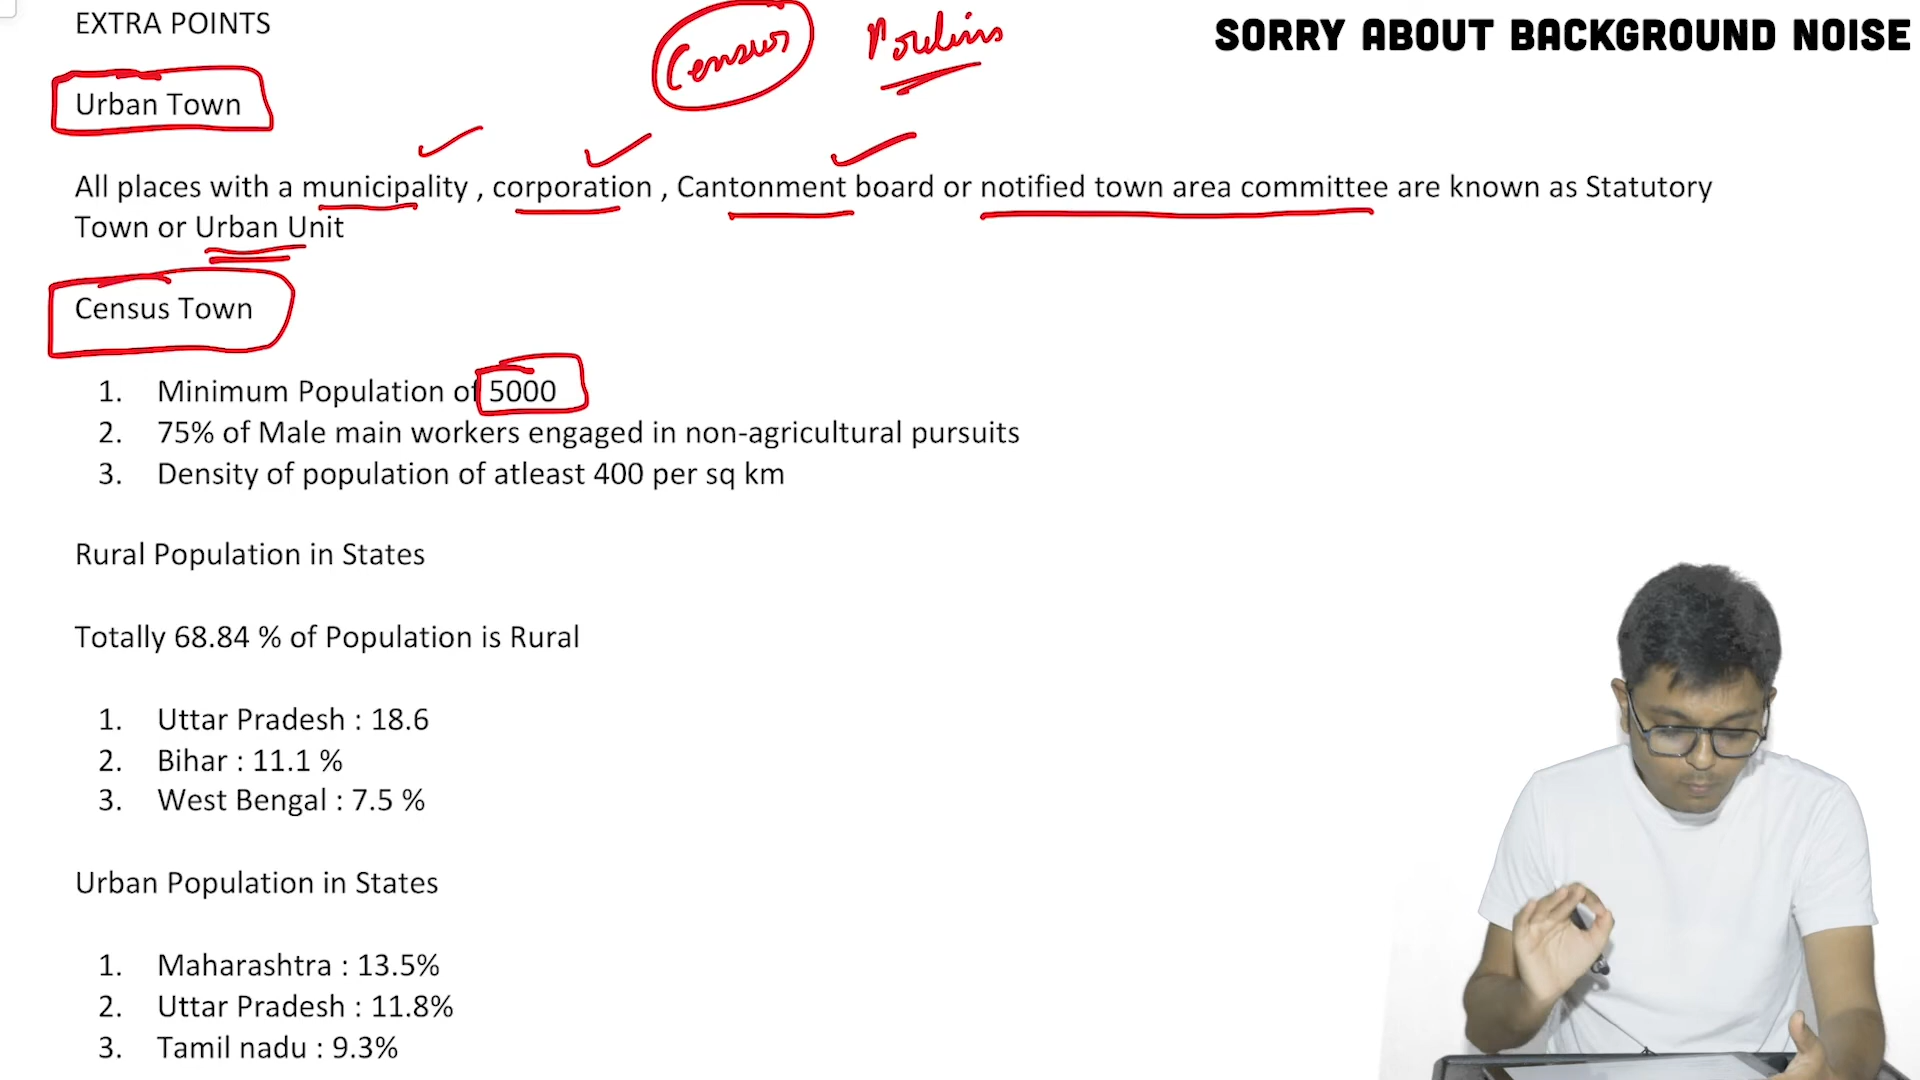 EXTRA POINTS
Census
SORRY ABOUT BACKGROUND NOISE
Urban Town
All places with a municipality , corporation , Cantonment board or notified town area committee are known as Statutory
Town or Urban Unit
Census Town
1. Minimum Population of 5000
2. 75% of Male main workers engaged in non-agricultural pursuits
3. Density of population of atleast 400 per sq km
Rural Population in States
Totally 68.84 % of Population is Rural
1. Uttar Pradesh : 18.6
2. Bihar : 11.1 %
3. West Bengal : 7.5 %
Urban Population in States
1. Maharashtra : 13.5%
2. Uttar Pradesh : 11.8%
3. Tamil nadu : 9.3%